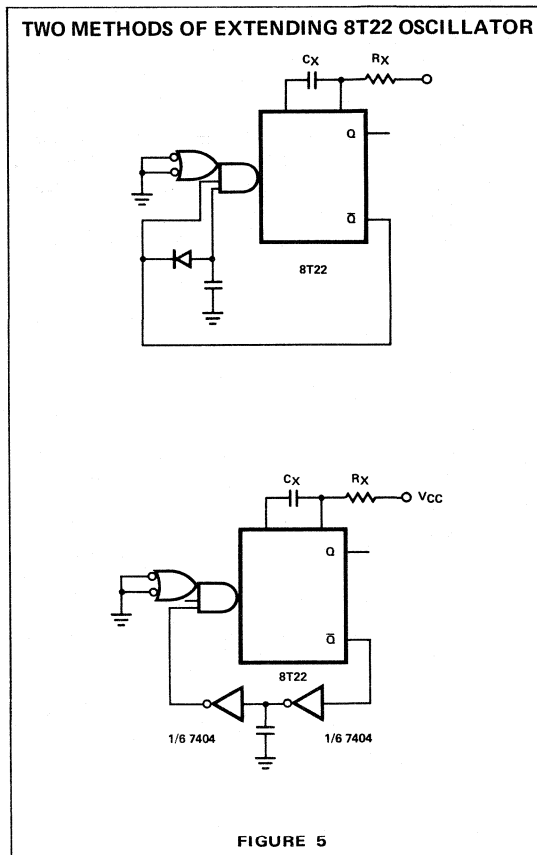 TWO METHODS OF EXTENDING 8T22 OSCILLATOR
CX RX
Q
Q̅
8T22
CX RX VCC
Q
Q̅
8T22
1/6 7404 1/6 7404
FIGURE 5